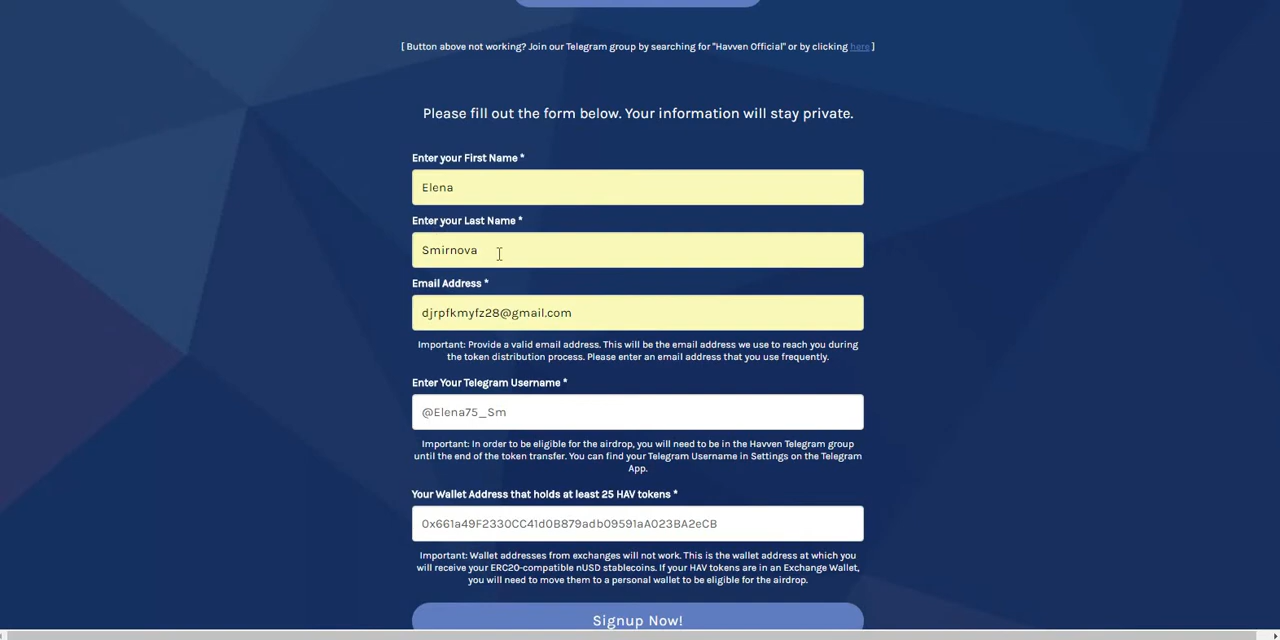 [ Button above not working? Join our Telegram group by searching for "Havven Official" or by clicking here ]
Please fill out the form below. Your information will stay private.
Enter your First Name *
Elena
Enter your Last Name *
Smirnova
Email Address *
djrpfkmyfz28@gmail.com
Important: Provide a valid email address. This will be the email address we use to reach you during
the token distribution process. Please enter an email address that you use frequently.
Enter Your Telegram Username *
@Elena75_Sm
Important: In order to be eligible for the airdrop, you will need to be in the Havven Telegram group
until the end of the token transfer. You can find your Telegram Username in Settings on the Telegram
App.
Your Wallet Address that holds at least 25 HAV tokens *
0x661a49F2330CC41d0B879adb09591aA023BA2eCB
Important: Wallet addresses from exchanges will not work. This is the wallet address at which you
will receive your ERC20-compatible nUSD stablecoins. If your HAV tokens are in an Exchange Wallet,
you will need to move them to a personal wallet to be eligible for the airdrop.
Signup Now!